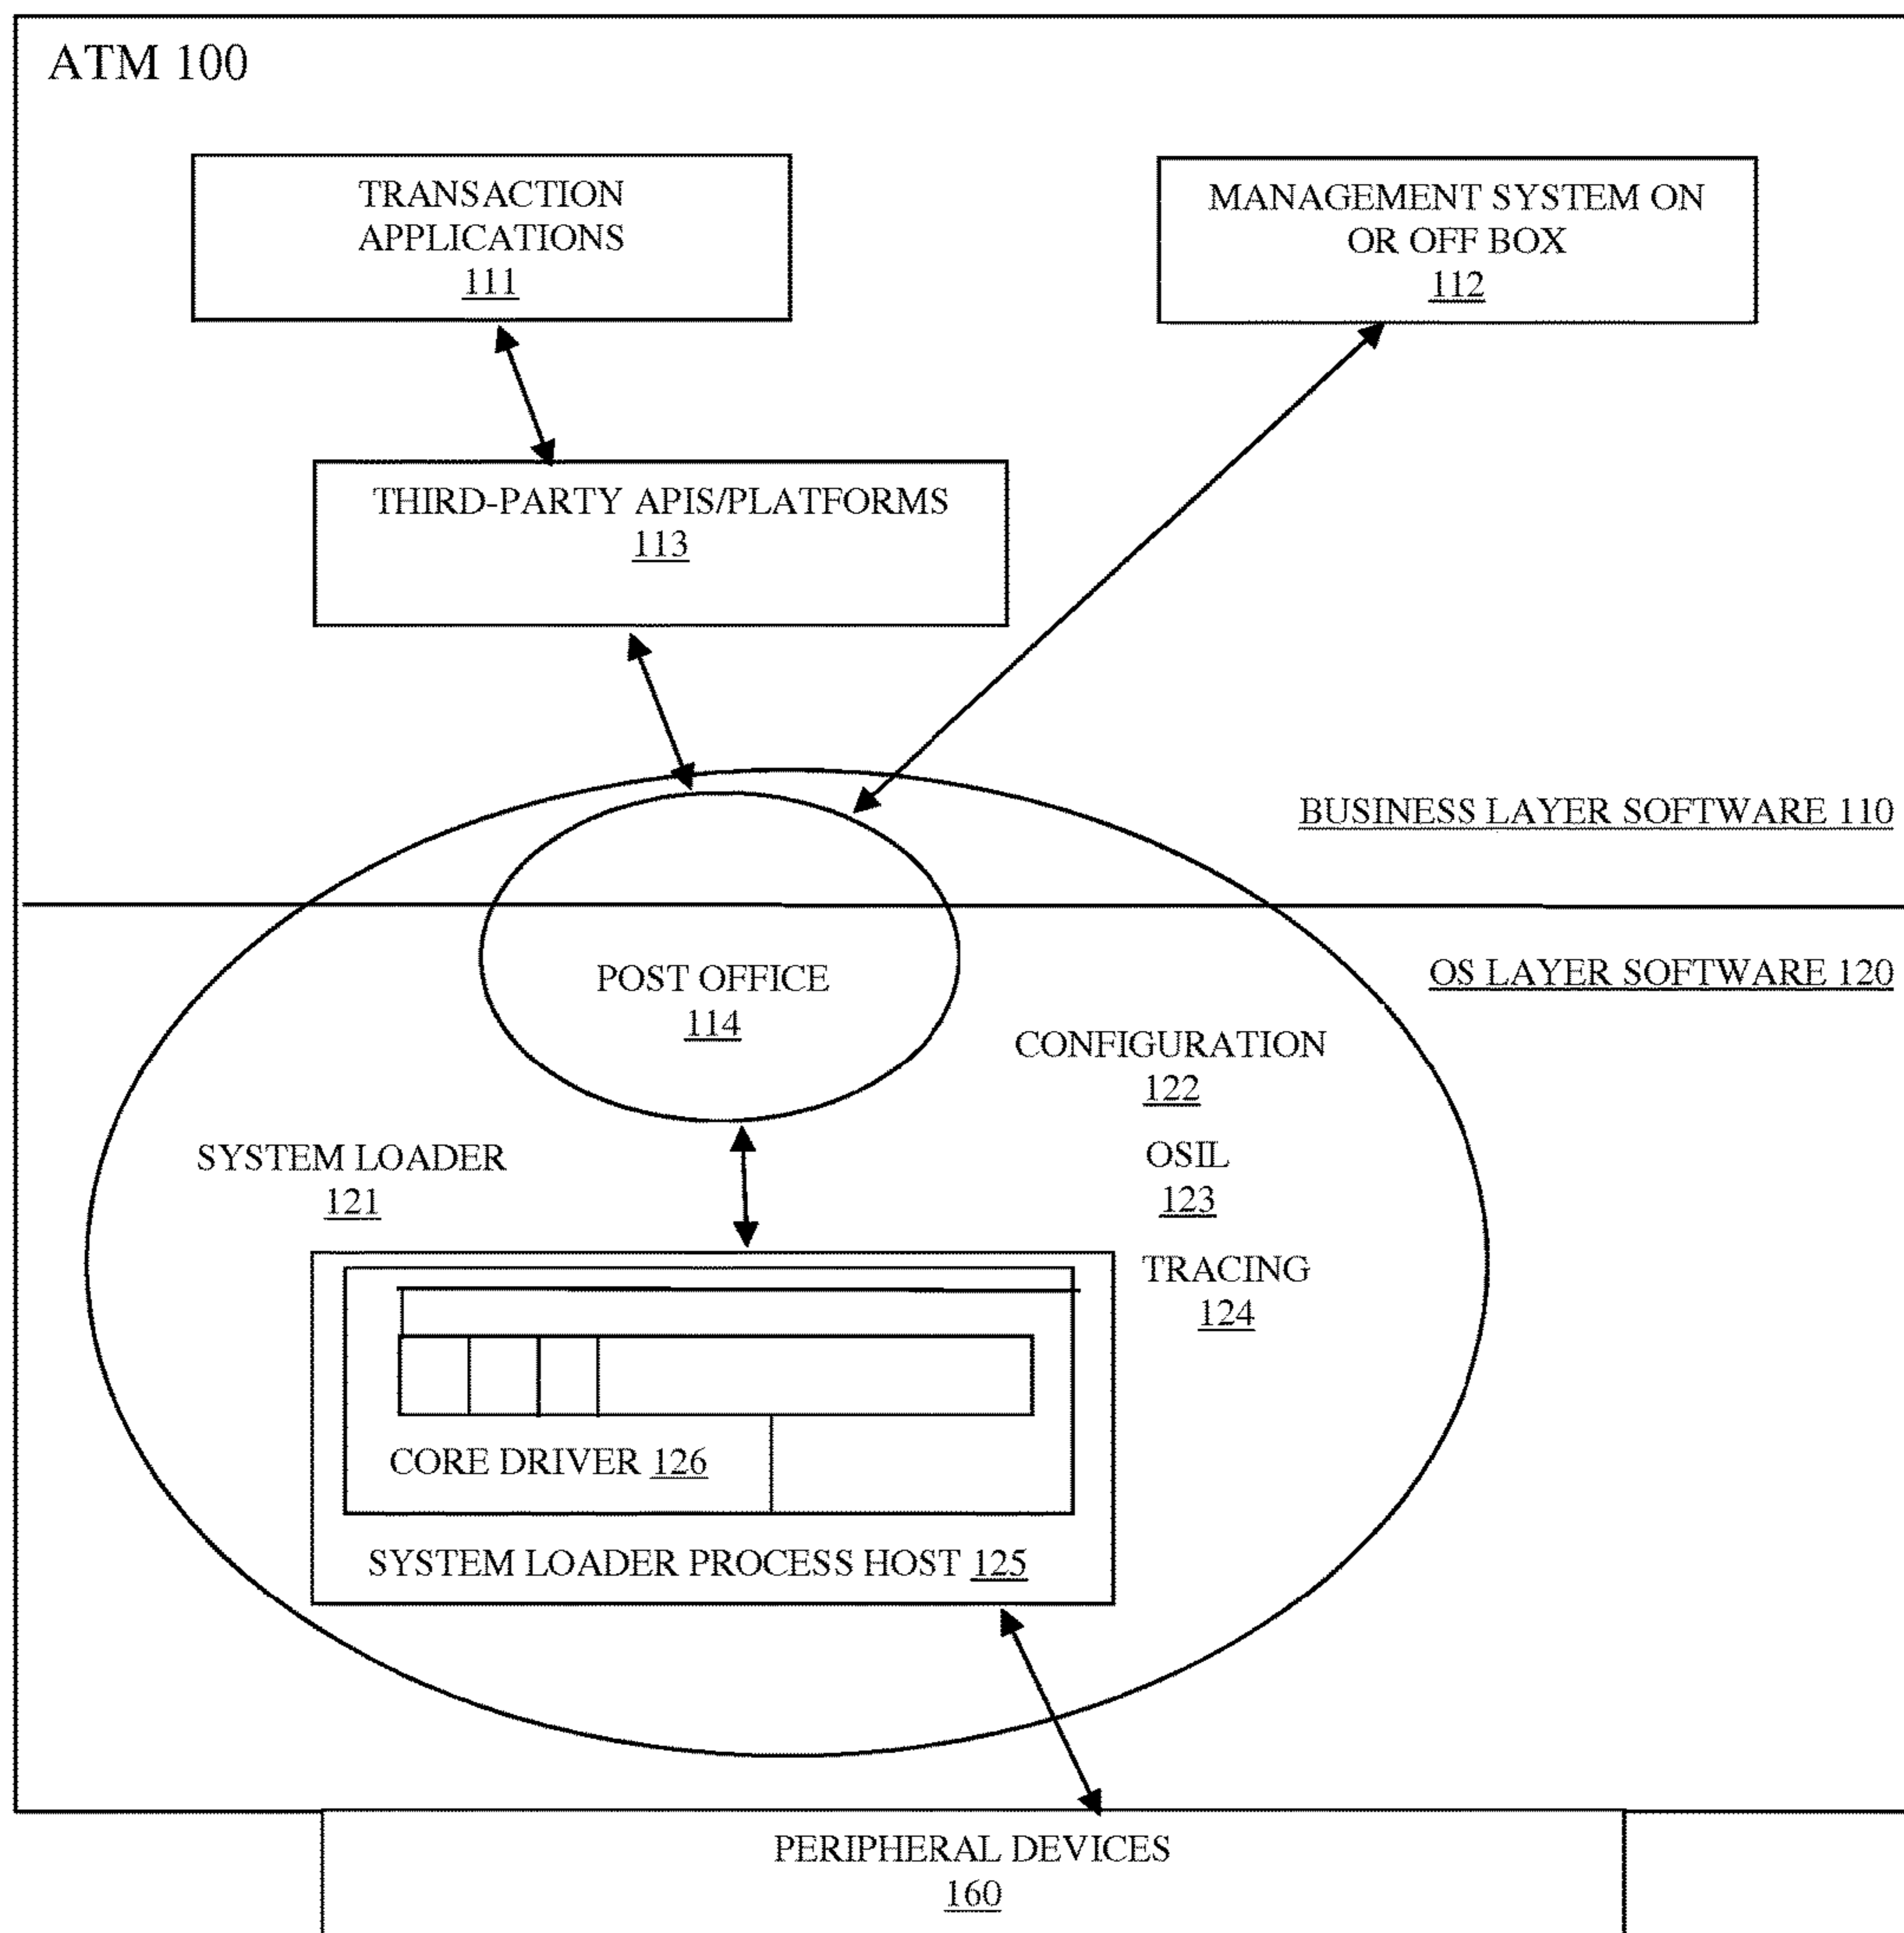 ATM 100
TRANSACTION
APPLICATIONS
111
MANAGEMENT SYSTEM ON
OR OFF BOX
112
THIRD-PARTY APIS/PLATFORMS
113
BUSINESS LAYER SOFTWARE 110
OS LAYER SOFTWARE 120
POST OFFICE
114
CONFIGURATION
122
SYSTEM LOADER
121
OSIL
123
TRACING
124
CORE DRIVER 126
SYSTEM LOADER PROCESS HOST 125
PERIPHERAL DEVICES
160